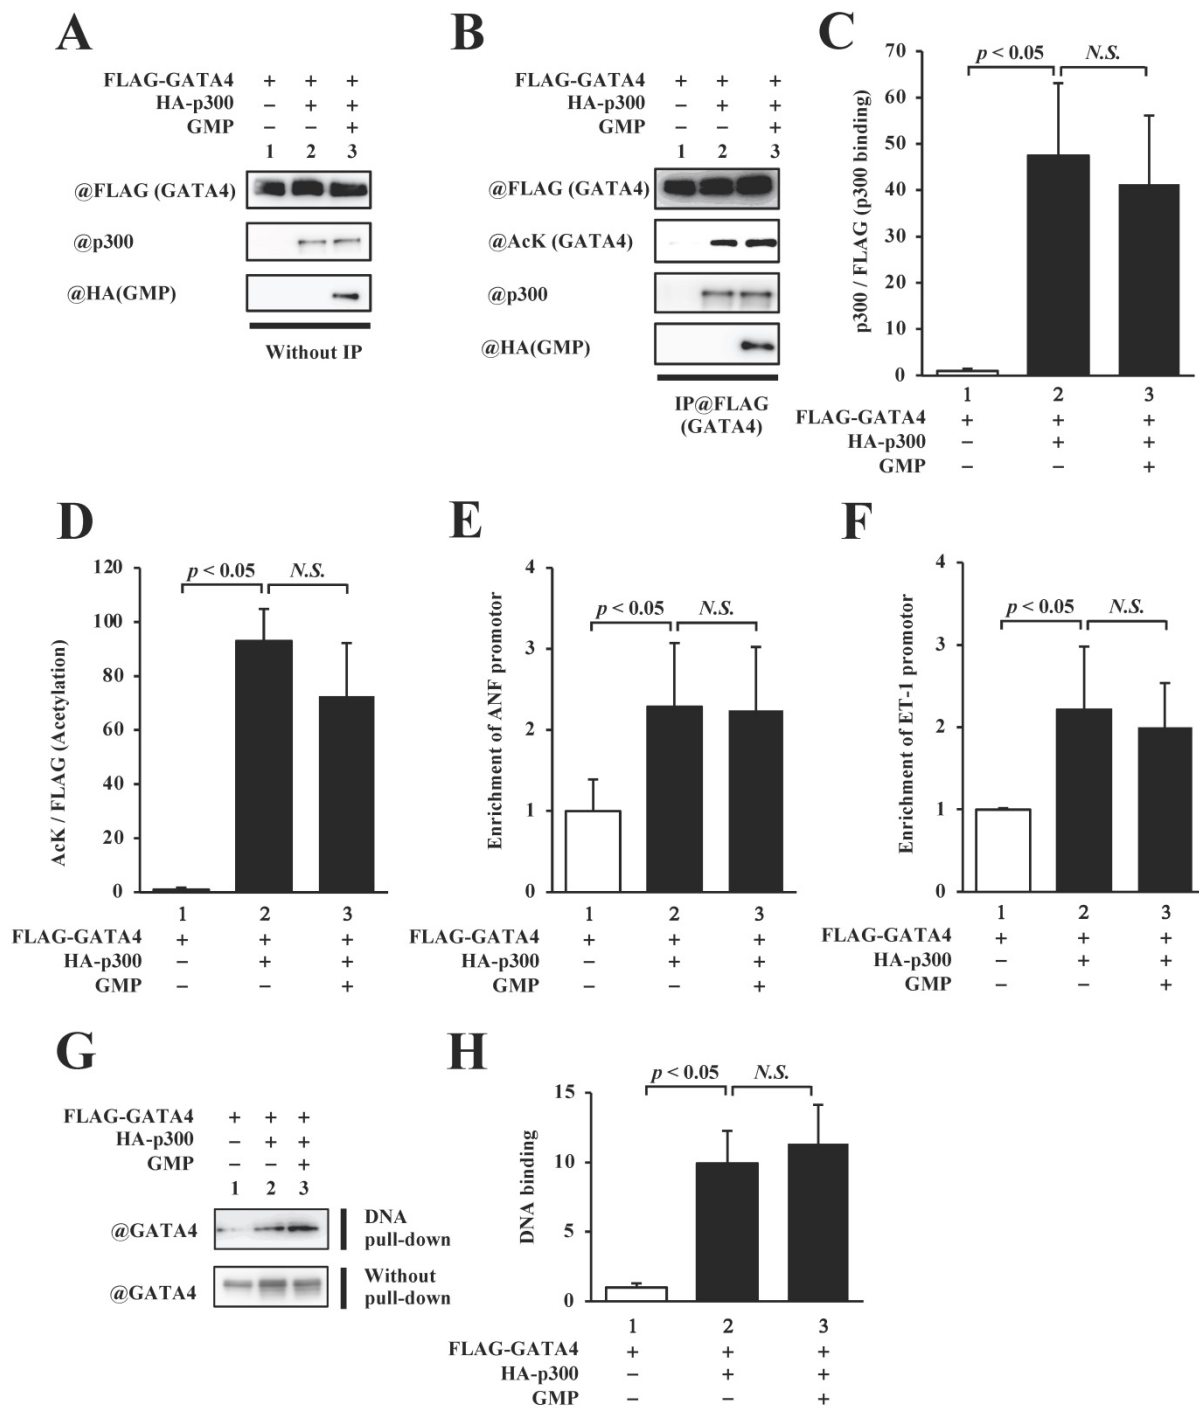 A
FLAG-GATA4 + + +
HA-p300 – + +
GMP – – +
1 2 3
@FLAG (GATA4)
@p300
@HA(GMP)
Without IP
B
FLAG-GATA4 + + +
HA-p300 – + +
GMP – – +
1 2 3
@FLAG (GATA4)
@AcK (GATA4)
@p300
@HA(GMP)
IP@FLAG
(GATA4)
C
p300 / FLAG (p300 binding)
70
60
50
40
30
20
10
0
p < 0.05 N.S.
1 2 3
FLAG-GATA4 + + +
HA-p300 – + +
GMP – – +
D
AcK / FLAG (Acetylation)
120
100
80
60
40
20
0
p < 0.05 N.S.
1 2 3
FLAG-GATA4 + + +
HA-p300 – + +
GMP – – +
E
Enrichment of ANF promotor
4
3
2
1
0
p < 0.05 N.S.
1 2 3
FLAG-GATA4 + + +
HA-p300 – + +
GMP – – +
F
Enrichment of ET-1 promotor
4
3
2
1
0
p < 0.05 N.S.
1 2 3
FLAG-GATA4 + + +
HA-p300 – + +
GMP – – +
G
FLAG-GATA4 + + +
HA-p300 – + +
GMP – – +
1 2 3
@GATA4
DNA
pull-down
@GATA4
Without
pull-down
H
DNA binding
15
10
5
0
p < 0.05 N.S.
1 2 3
FLAG-GATA4 + + +
HA-p300 – + +
GMP – – +